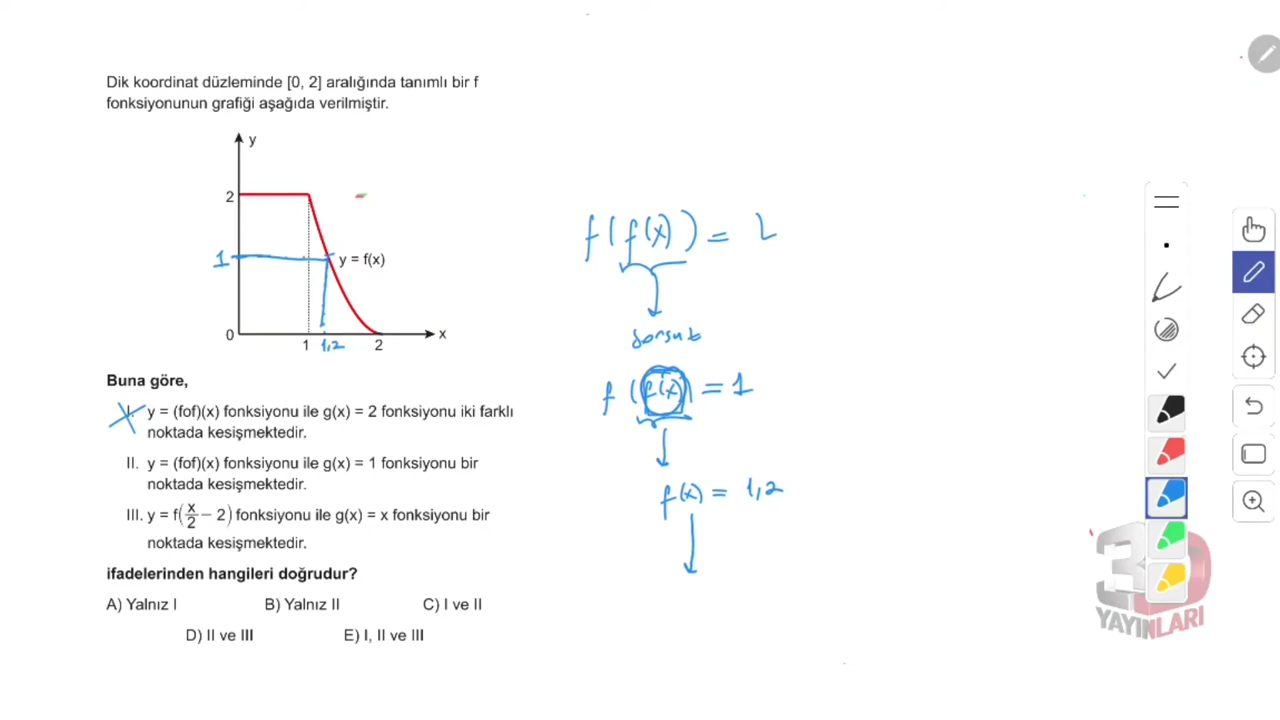 Dik koordinat düzleminde [0, 2] aralığında tanımlı bir f
fonksiyonunun grafiği aşağıda verilmiştir.
y
2
1
y = f(x)
0
1
1,2
2
x
f(f(x)) = 2
sonsuz
f(f(x)) = 1
f(x) = 1,2
Buna göre,
I. y = (fof)(x) fonksiyonu ile g(x) = 2 fonksiyonu iki farklı
noktada kesişmektedir.
II. y = (fof)(x) fonksiyonu ile g(x) = 1 fonksiyonu bir
noktada kesişmektedir.
III. y = f(x/2 − 2) fonksiyonu ile g(x) = x fonksiyonu bir
noktada kesişmektedir.
ifadelerinden hangileri doğrudur?
A) Yalnız I B) Yalnız II C) I ve II
D) II ve III E) I, II ve III
3D
YAYINLARI